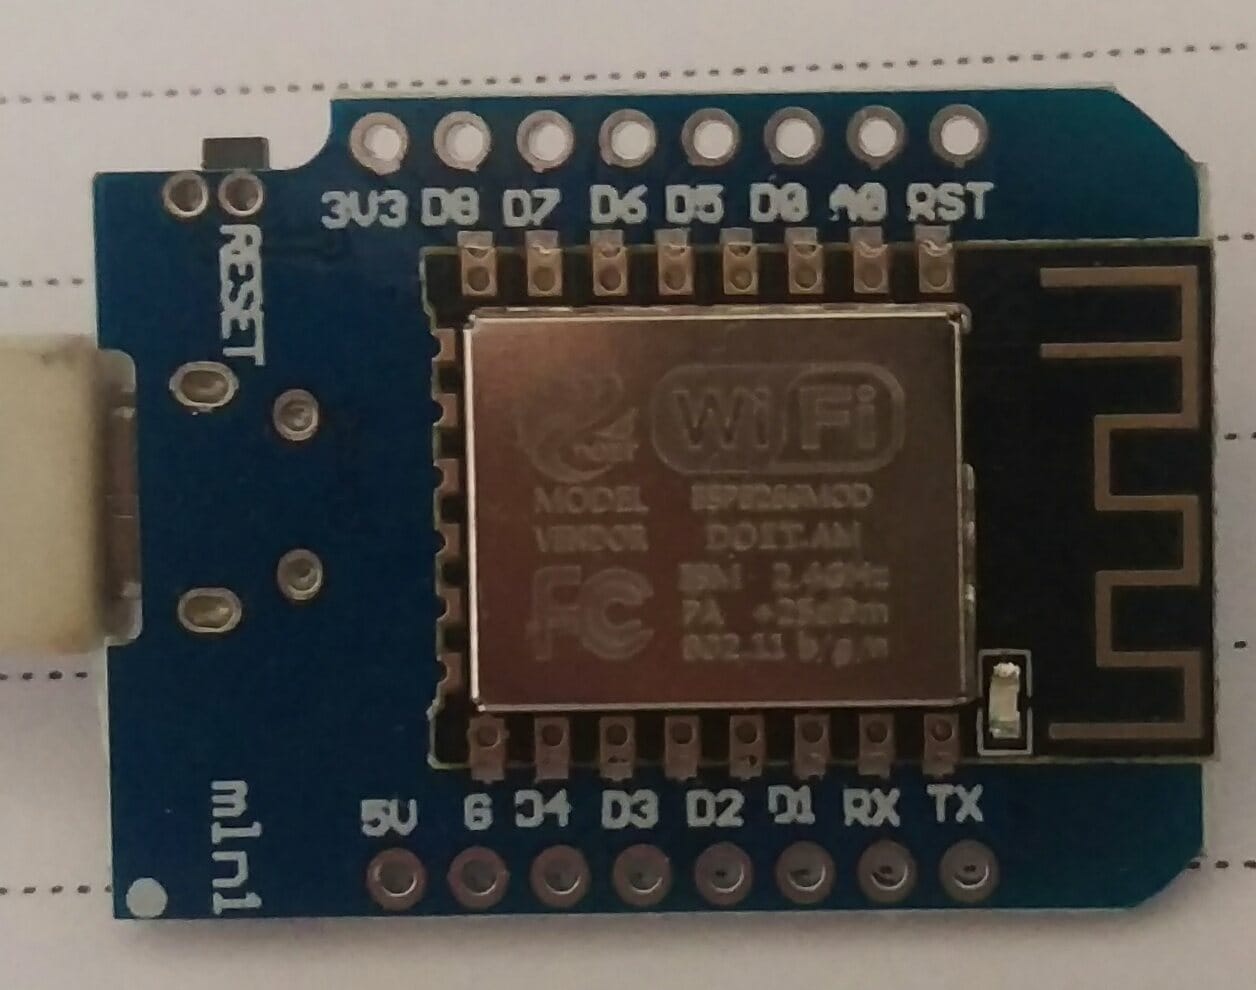 3V3 D8 D7 D6 D5 D0 A0 RST
RESET
WiFi
MODEL ESP8266MOD
VENDOR DOIT.AM
FC ISM 2.4GHz
PA +25dBm
802.11 b/g/n
5V G D4 D3 D2 D1 RX TX
mini